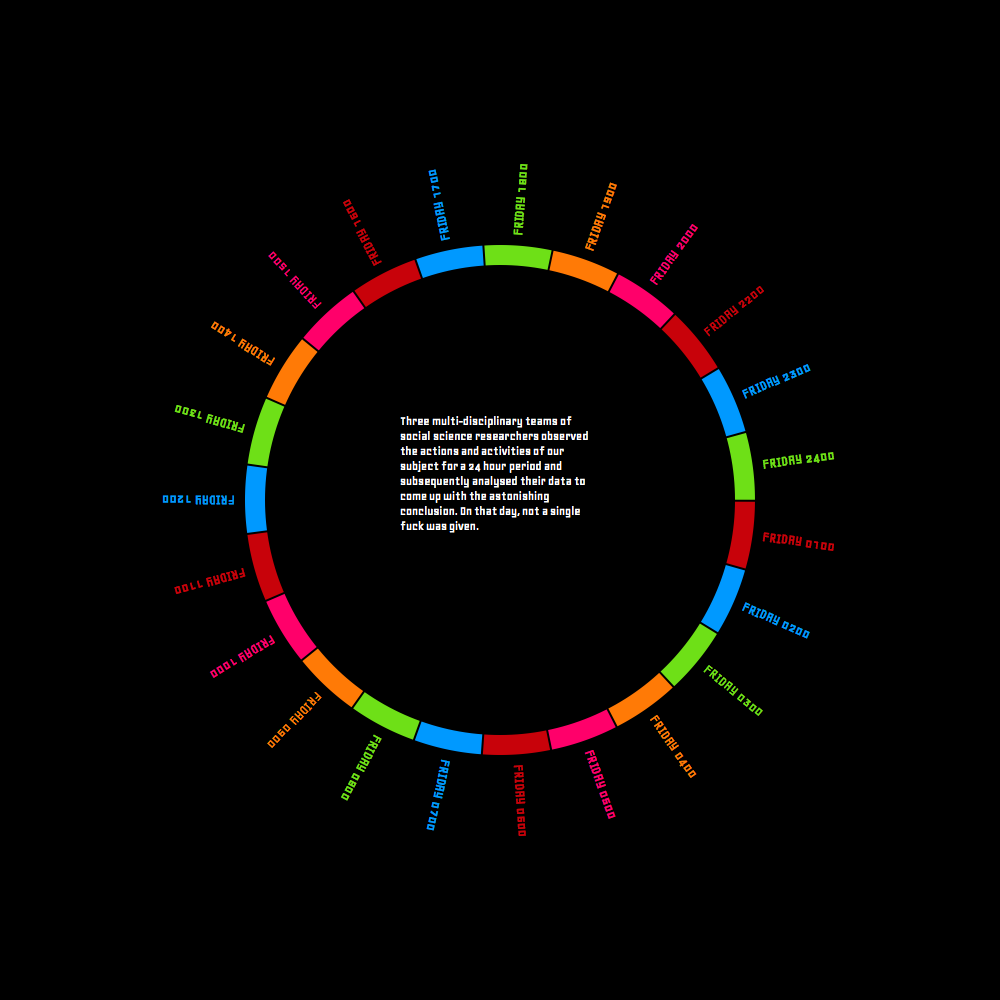 Three multi-disciplinary teams of
social science researchers observed
the actions and activities of our
subject for a 24 hour period and
subsequently analysed their data to
come up with the astonishing
conclusion. On that day, not a single
fuck was given.
FRIDAY 1800
FRIDAY 1900
FRIDAY 2000
FRIDAY 2200
FRIDAY 2300
FRIDAY 2400
FRIDAY 0100
FRIDAY 0200
FRIDAY 0300
FRIDAY 0400
FRIDAY 0500
FRIDAY 0600
FRIDAY 0700
FRIDAY 0800
FRIDAY 0900
FRIDAY 1000
FRIDAY 1100
FRIDAY 1200
FRIDAY 1300
FRIDAY 1400
FRIDAY 1500
FRIDAY 1600
FRIDAY 1700